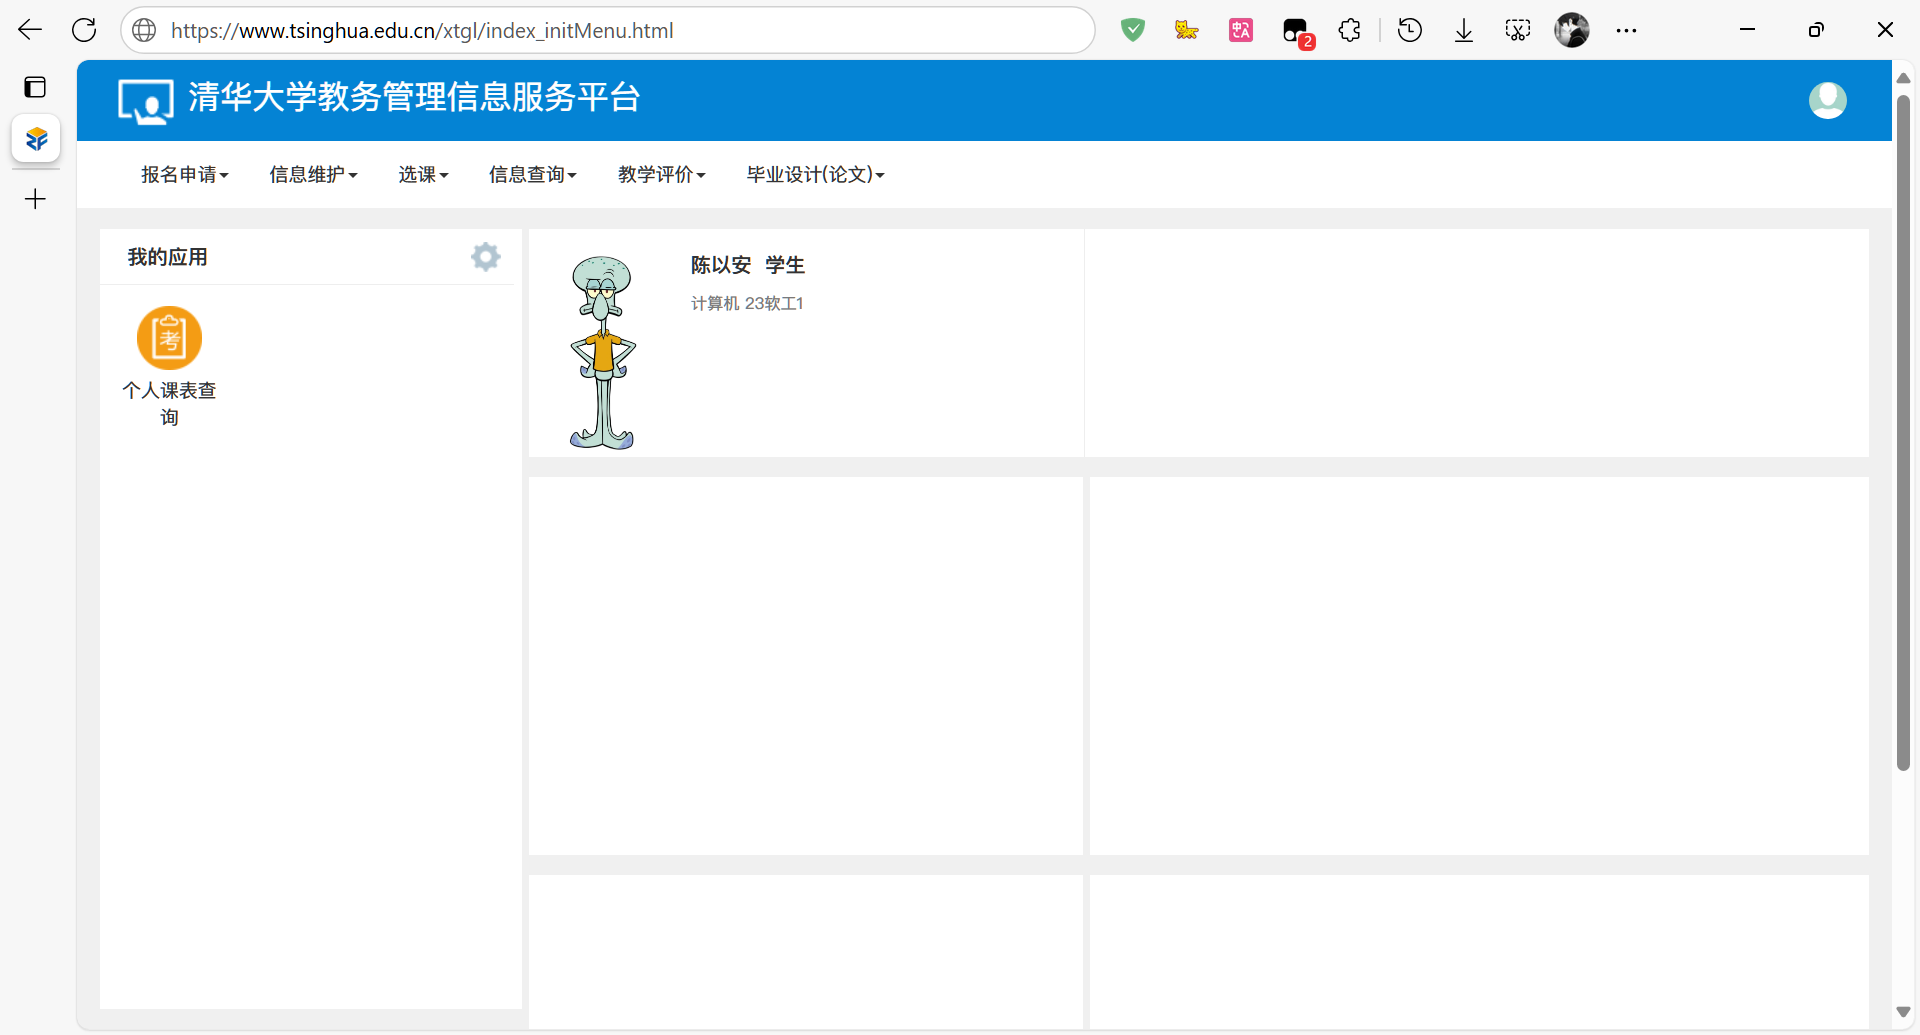 https://www.tsinghua.edu.cn/xtgl/index_initMenu.html
中
A
2
清华大学教务管理信息服务平台
报名申请 信息维护 选课 信息查询 教学评价 毕业设计(论文)
我的应用
陈以安 学生
计算机 23软工1
考
个人课表查
询